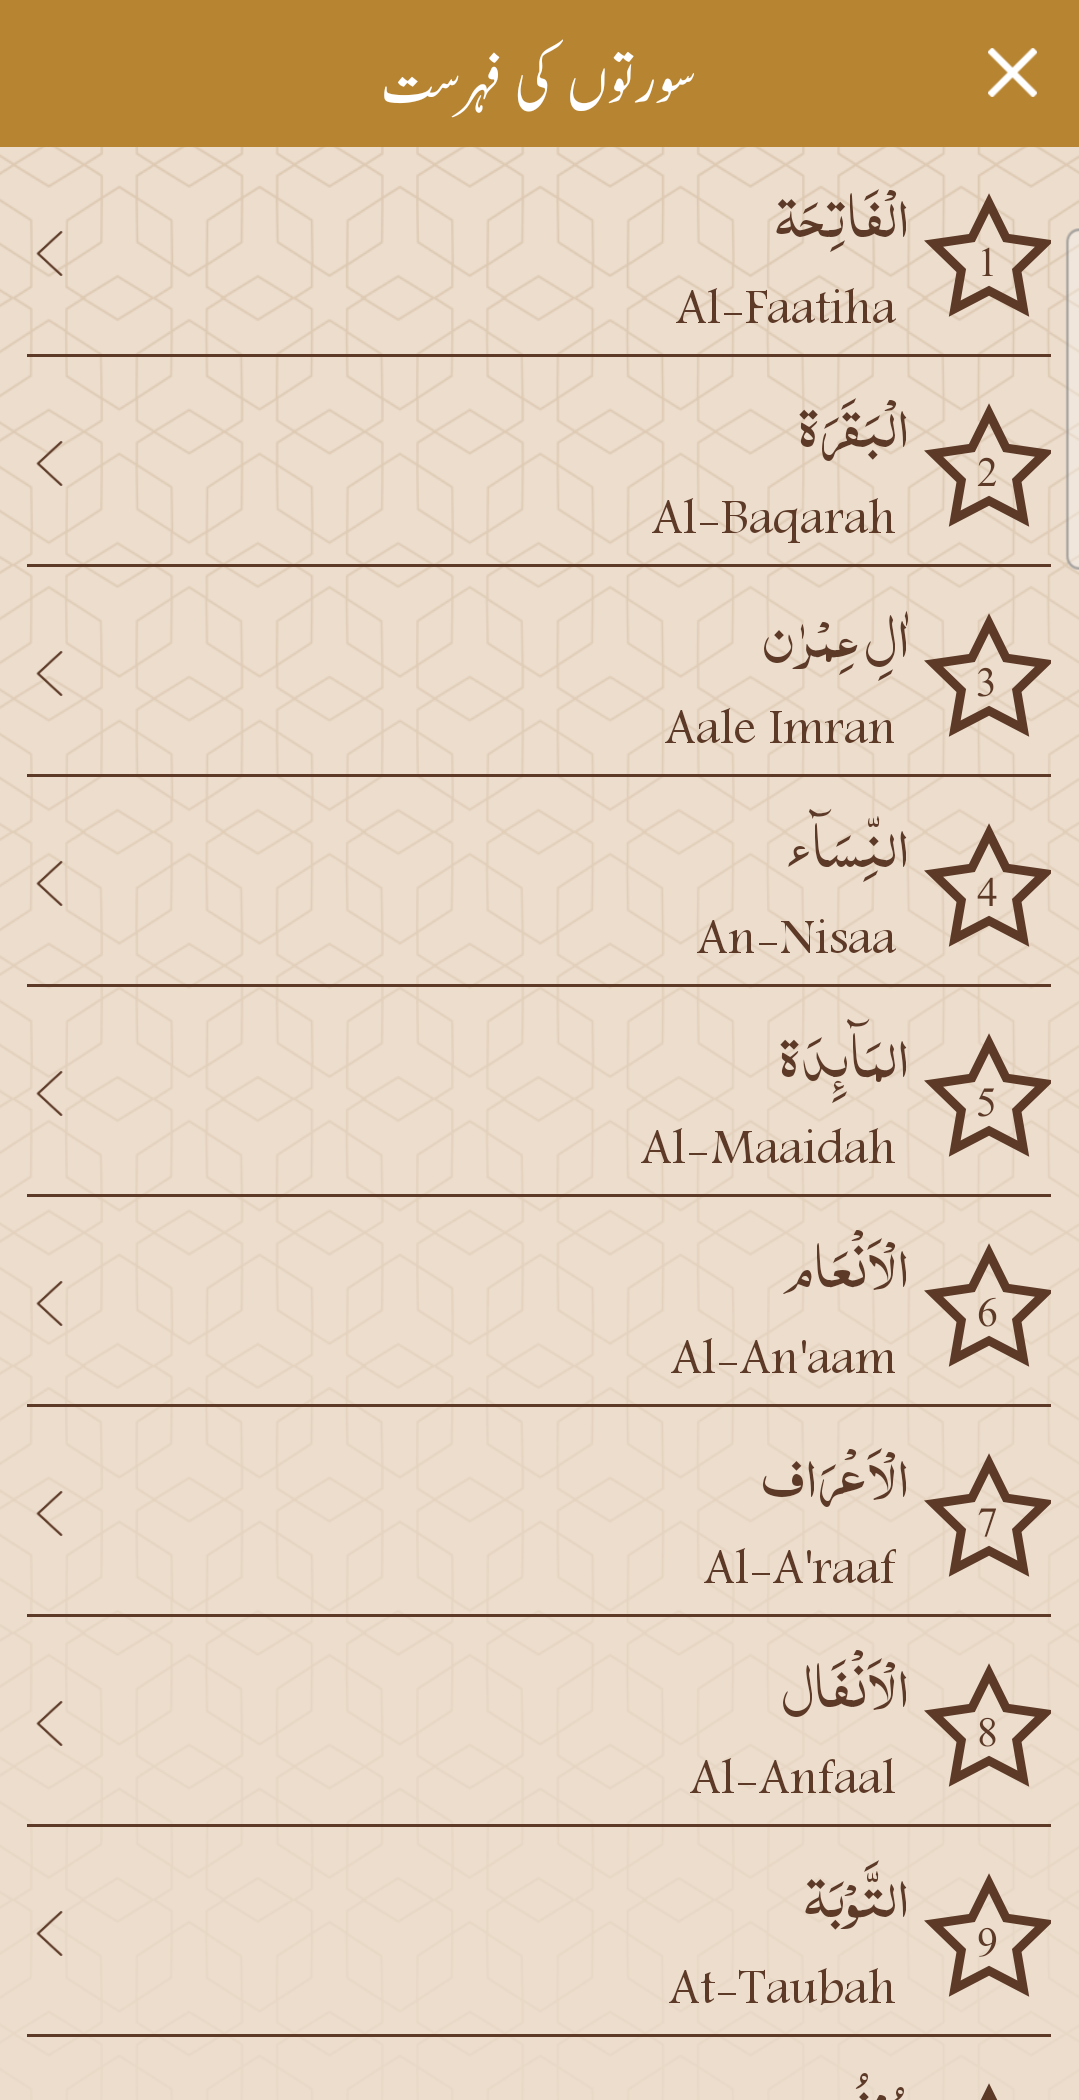 سورتوں کی فہرست
الْفَاتِحَة
1
Al-Faatiha
الْبَقَرَة
2
Al-Baqarah
اٰلِ عِمْرٰن
3
Aale Imran
النِّسَآء
4
An-Nisaa
المَآئِدَة
5
Al-Maaidah
الْاَنْعَام
6
Al-An'aam
الْاَعْرَاف
7
Al-A'raaf
الْاَنْفَال
8
Al-Anfaal
التَّوْبَة
9
At-Taubah